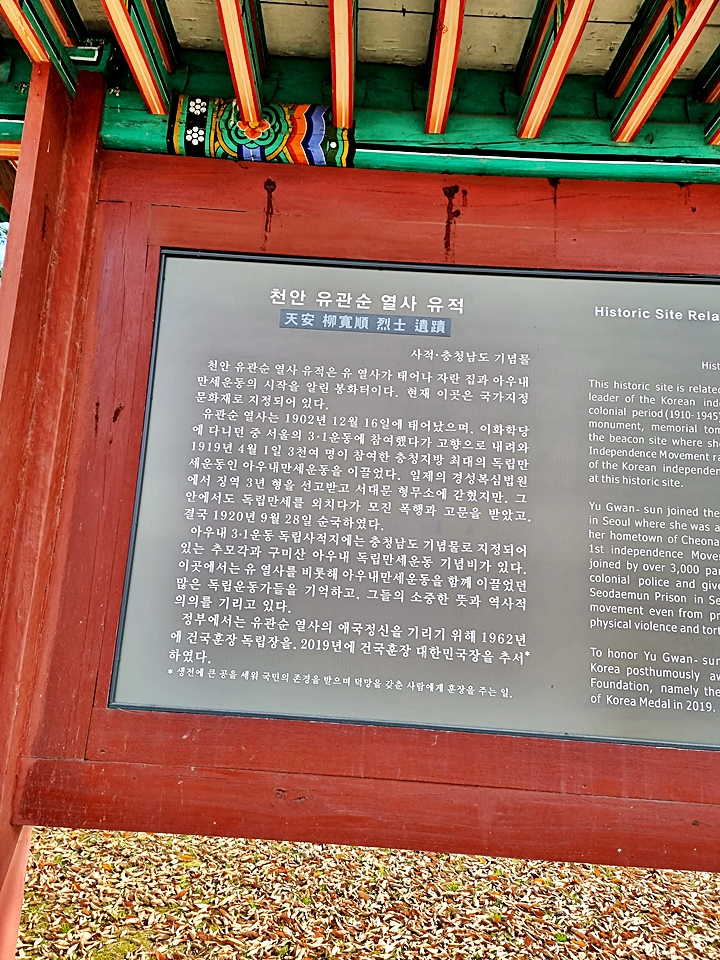 천안 유관순 열사 유적
天安 柳寬順 烈士 遺蹟
사적·충청남도 기념물
천안 유관순 열사 유적은 유 열사가 태어나 자란 집과 아우내
만세운동의 시작을 알린 봉화터이다. 현재 이곳은 국가지정
문화재로 지정되어 있다.
유관순 열사는 1902년 12월 16일에 태어났으며, 이화학당
에 다니던 중 서울의 3·1운동에 참여했다가 고향으로 내려와
1919년 4월 1일 3천여 명이 참여한 충청지방 최대의 독립만
세운동인 아우내만세운동을 이끌었다. 일제의 경성복심법원
에서 징역 3년 형을 선고받고 서대문 형무소에 갇혔지만, 그
안에서도 독립만세를 외치다가 모진 폭행과 고문을 받았고,
결국 1920년 9월 28일 순국하였다.
아우내 3·1운동 독립사적지에는 충청남도 기념물로 지정되어
있는 추모각과 구미산 아우내 독립만세운동 기념비가 있다.
이곳에서는 유 열사를 비롯해 아우내만세운동을 함께 이끌었던
많은 독립운동가들을 기억하고, 그들의 소중한 뜻과 역사적
의의를 기리고 있다.
정부에서는 유관순 열사의 애국정신을 기리기 위해 1962년
에 건국훈장 독립장을, 2019년에 건국훈장 대한민국장을 추서*
하였다.
* 생전에 큰 공을 세워 국민의 존경을 받으며 덕망을 갖춘 사람에게 훈장을 주는 일.
Historic Site Rela
Hist
This historic site is related
leader of the Korean inde
colonial period (1910-1945)
monument, memorial tom
the beacon site where sh
Independence Movement ra
of the Korean independen
at this historic site.
Yu Gwan-sun joined the
in Seoul where she was a
her hometown of Cheona
1st independence Move
joined by over 3,000 par
colonial police and give
Seodaemun Prison in Se
movement even from pr
physical violence and tort
To honor Yu Gwan-sun
Korea posthumously aw
Foundation, namely the
of Korea Medal in 2019.